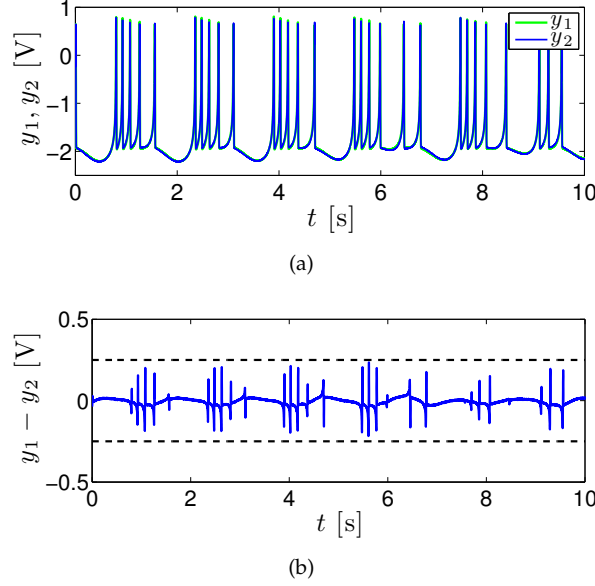 y₁
y₂
1
0
−1
−2
y₁, y₂ [V]
0 2 4 6 8 10
t [s]
(a)
0.5
0
−0.5
y₁ − y₂ [V]
0 2 4 6 8 10
t [s]
(b)